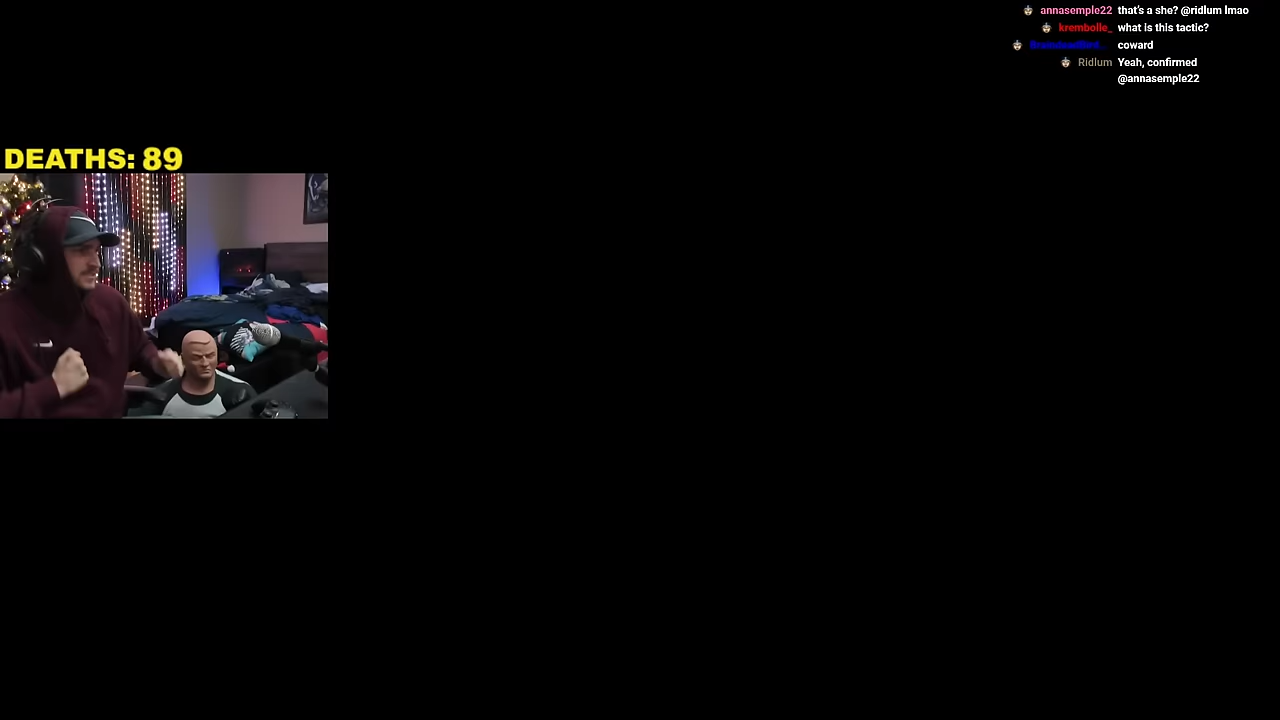 annasemple22 that's a she? @ridlum lmao
krembolle_ what is this tactic?
coward
Ridlum Yeah, confirmed
@annasemple22
DEATHS: 89